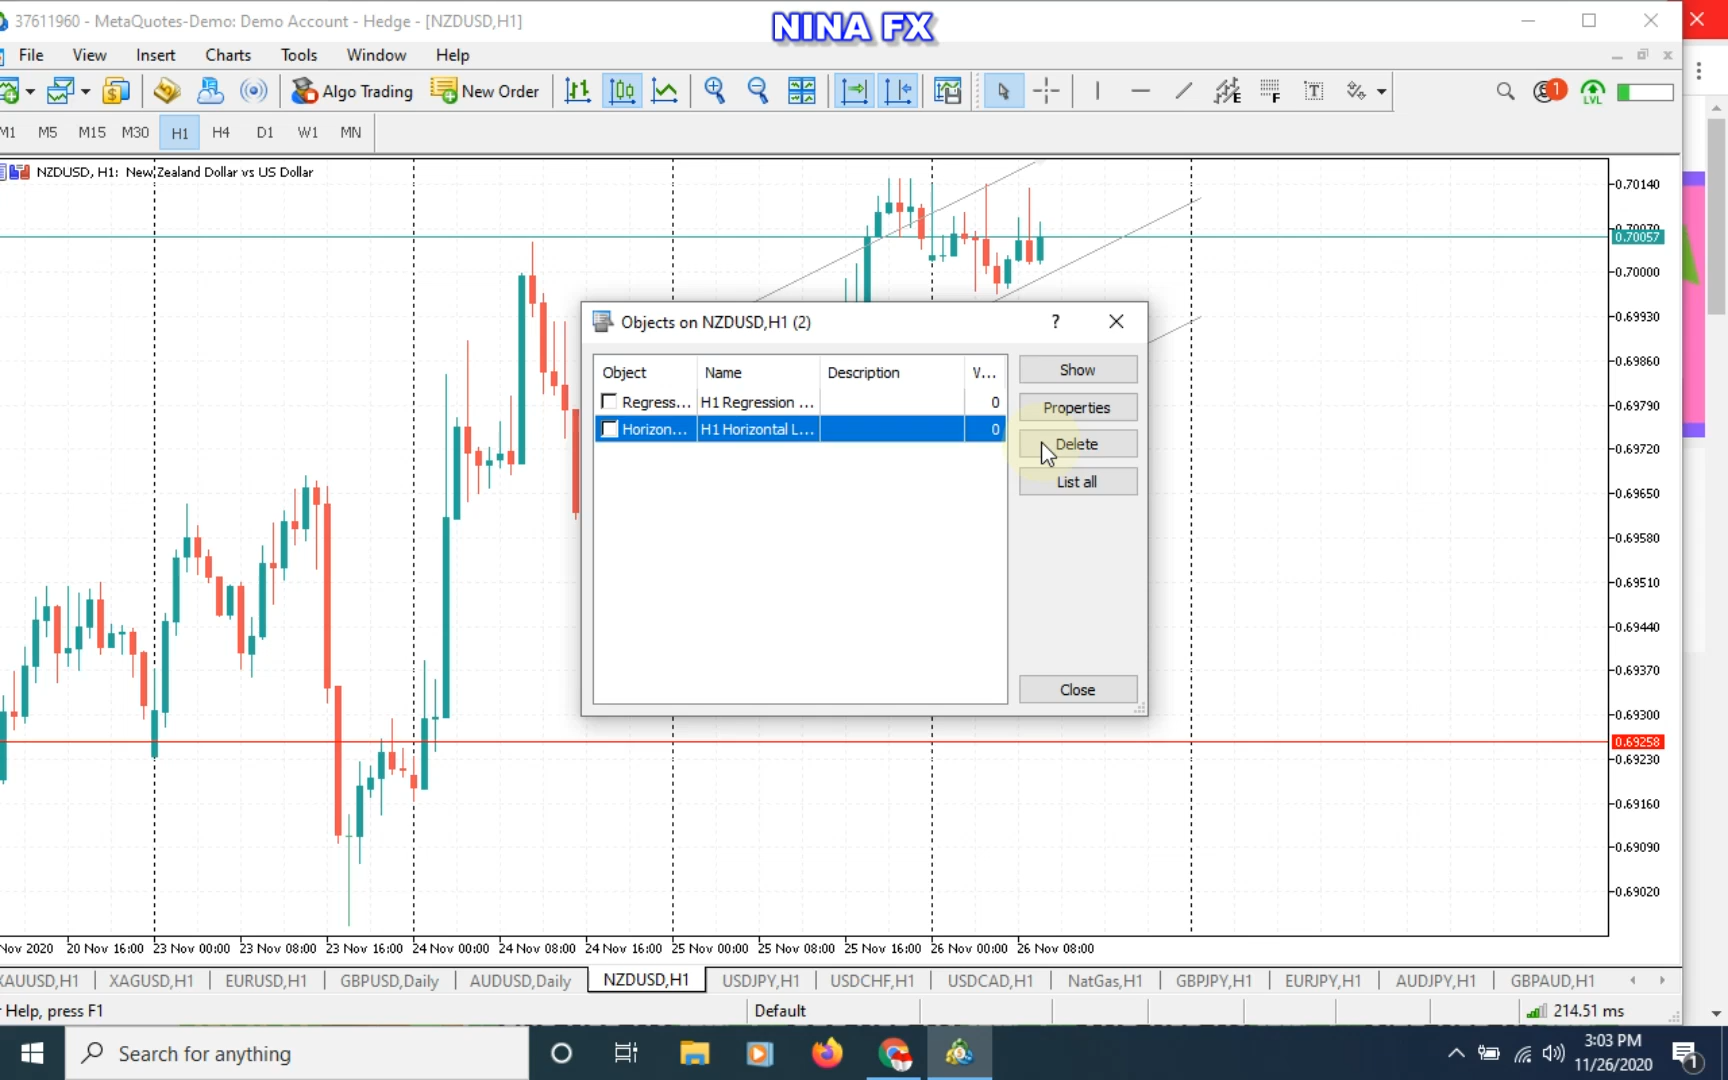 37611960 - MetaQuotes-Demo: Demo Account - Hedge - [NZDUSD,H1]
NINA FX
File View Insert Charts Tools Window Help
Algo Trading New Order
E F T 1 LVL
M1 M5 M15 M30 H1 H4 D1 W1 MN
NZDUSD, H1: New Zealand Dollar vs US Dollar
0.70140
0.70070
0.70057
0.70000
0.69930
0.69860
0.69790
0.69720
0.69650
0.69580
0.69510
0.69440
0.69370
0.69300
0.69258
0.69230
0.69160
0.69090
0.69020
Objects on NZDUSD,H1 (2) ?
Object Name Description V...
Regress... H1 Regression ... 0
Horizon... H1 Horizontal L... 0
Show
Properties
Delete
List all
Close
Nov 2020 20 Nov 16:00 23 Nov 00:00 23 Nov 08:00 23 Nov 16:00 24 Nov 00:00 24 Nov 08:00 24 Nov 16:00 25 Nov 00:00 25 Nov 08:00 25 Nov 16:00 26 Nov 00:00 26 Nov 08:00
XAUUSD,H1 XAGUSD,H1 EURUSD,H1 GBPUSD,Daily AUDUSD,Daily NZDUSD,H1 USDJPY,H1 USDCHF,H1 USDCAD,H1 NatGas,H1 GBPJPY,H1 EURJPY,H1 AUDJPY,H1 GBPAUD,H1
r Help, press F1 Default 214.51 ms
Search for anything
3:03 PM
11/26/2020
1